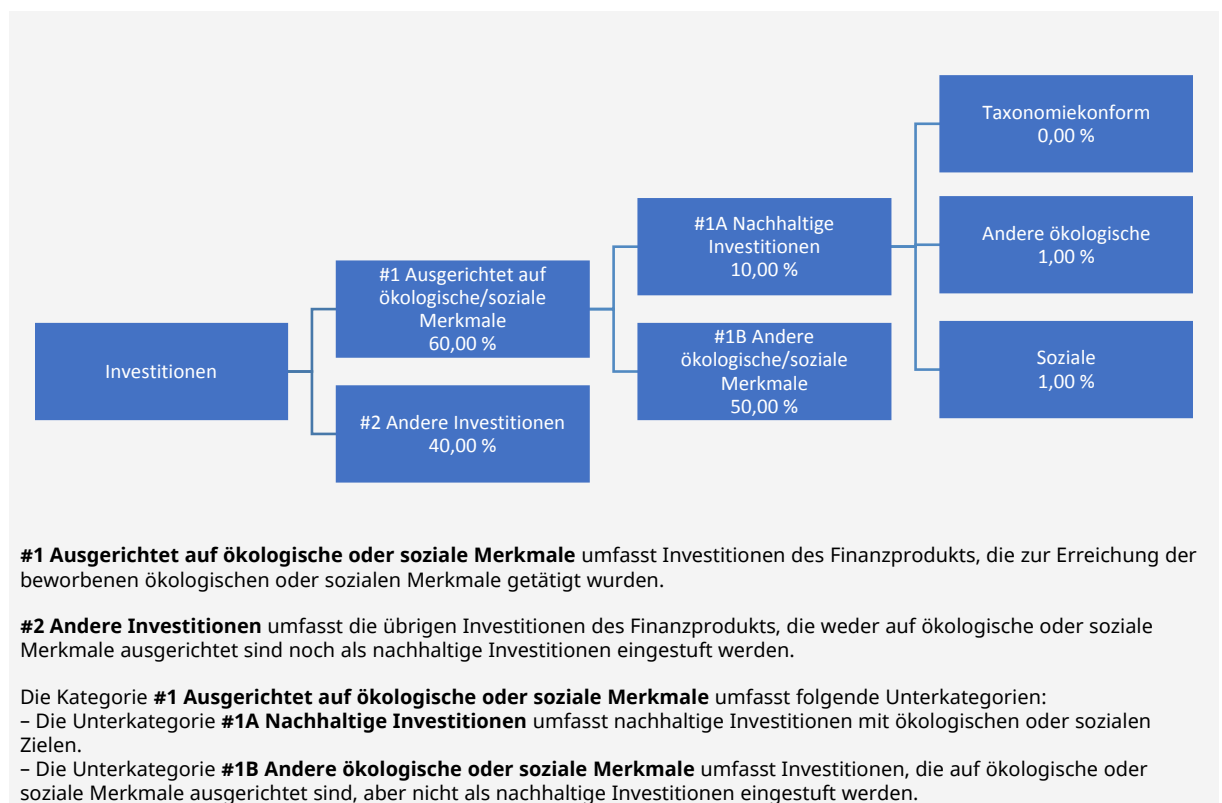 Taxonomiekonform
0,00 %
#1A Nachhaltige
Investitionen
10,00 %
Andere ökologische
1,00 %
#1 Ausgerichtet auf
ökologische/soziale
Merkmale
60,00 %
Investitionen
#1B Andere
ökologische/soziale
Merkmale
50,00 %
Soziale
1,00 %
#2 Andere Investitionen
40,00 %
#1 Ausgerichtet auf ökologische oder soziale Merkmale umfasst Investitionen des Finanzprodukts, die zur Erreichung der
beworbenen ökologischen oder sozialen Merkmale getätigt wurden.
#2 Andere Investitionen umfasst die übrigen Investitionen des Finanzprodukts, die weder auf ökologische oder soziale
Merkmale ausgerichtet sind noch als nachhaltige Investitionen eingestuft werden.
Die Kategorie #1 Ausgerichtet auf ökologische oder soziale Merkmale umfasst folgende Unterkategorien:
– Die Unterkategorie #1A Nachhaltige Investitionen umfasst nachhaltige Investitionen mit ökologischen oder sozialen
Zielen.
– Die Unterkategorie #1B Andere ökologische oder soziale Merkmale umfasst Investitionen, die auf ökologische oder
soziale Merkmale ausgerichtet sind, aber nicht als nachhaltige Investitionen eingestuft werden.